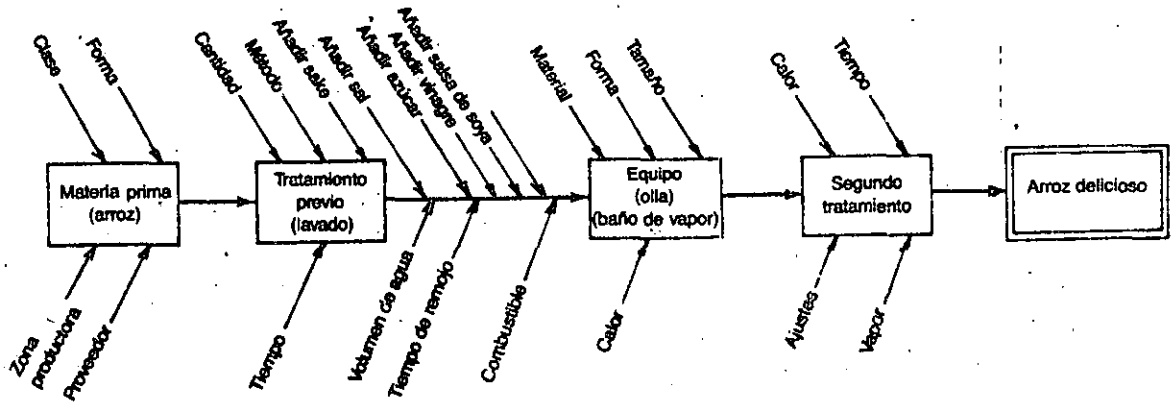 Clase
Forma
Cantidad
Método
Añadir sake
Añadir sal
Añadir azúcar
Añadir vinagre
Añadir salsa de soya
Material
Forma
Tamaño
Calor
Tiempo
Materia prima
(arroz)
Tratamiento
previo
(lavado)
Equipo
(olla)
(baño de vapor)
Segundo
tratamiento
Arroz delicioso
Zona
productora
Proveedor
Tiempo
Volumen de agua
Tiempo de remojo
Combustible
Calor
Ajustes
Vapor